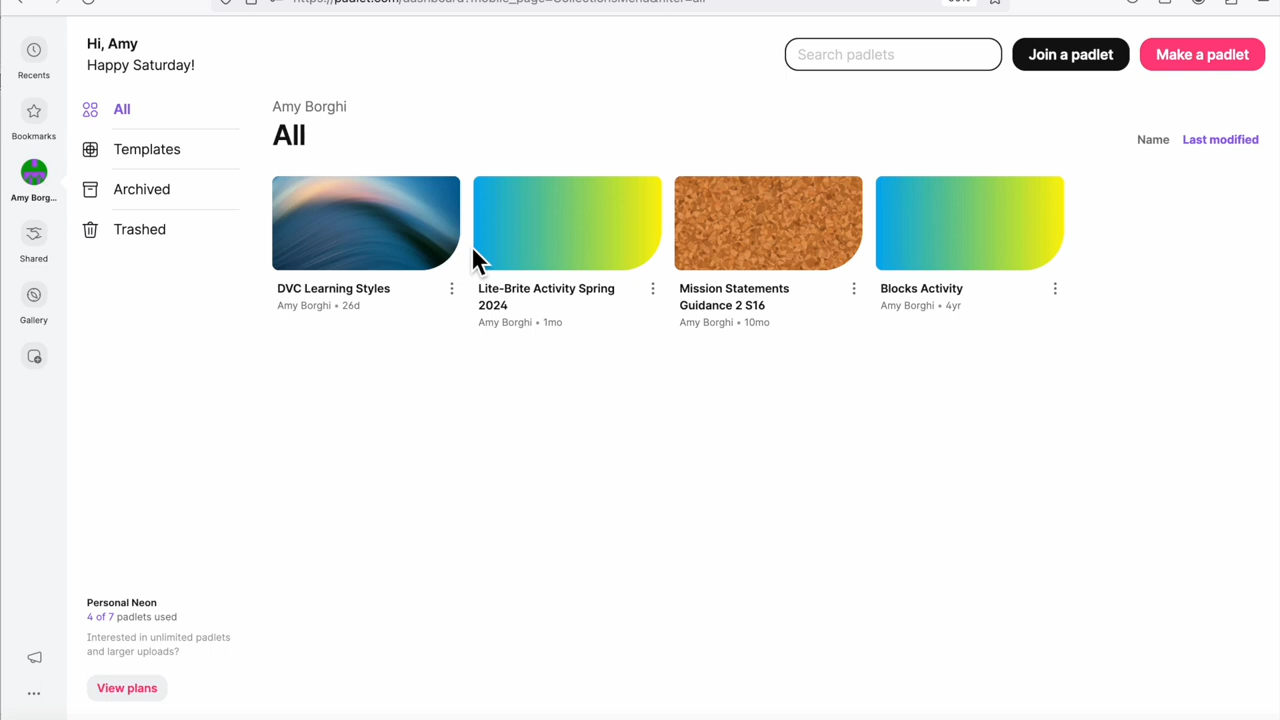 Hi, Amy
Happy Saturday!
Search padlets
Join a padlet
Make a padlet
Recents
Bookmarks
Amy Borg...
Shared
Gallery
All
Templates
Archived
Trashed
Amy Borghi
All
Name
Last modified
DVC Learning Styles
Amy Borghi • 26d
Lite-Brite Activity Spring
2024
Amy Borghi • 1mo
Mission Statements
Guidance 2 S16
Amy Borghi • 10mo
Blocks Activity
Amy Borghi • 4yr
Personal Neon
4 of 7 padlets used
Interested in unlimited padlets
and larger uploads?
View plans